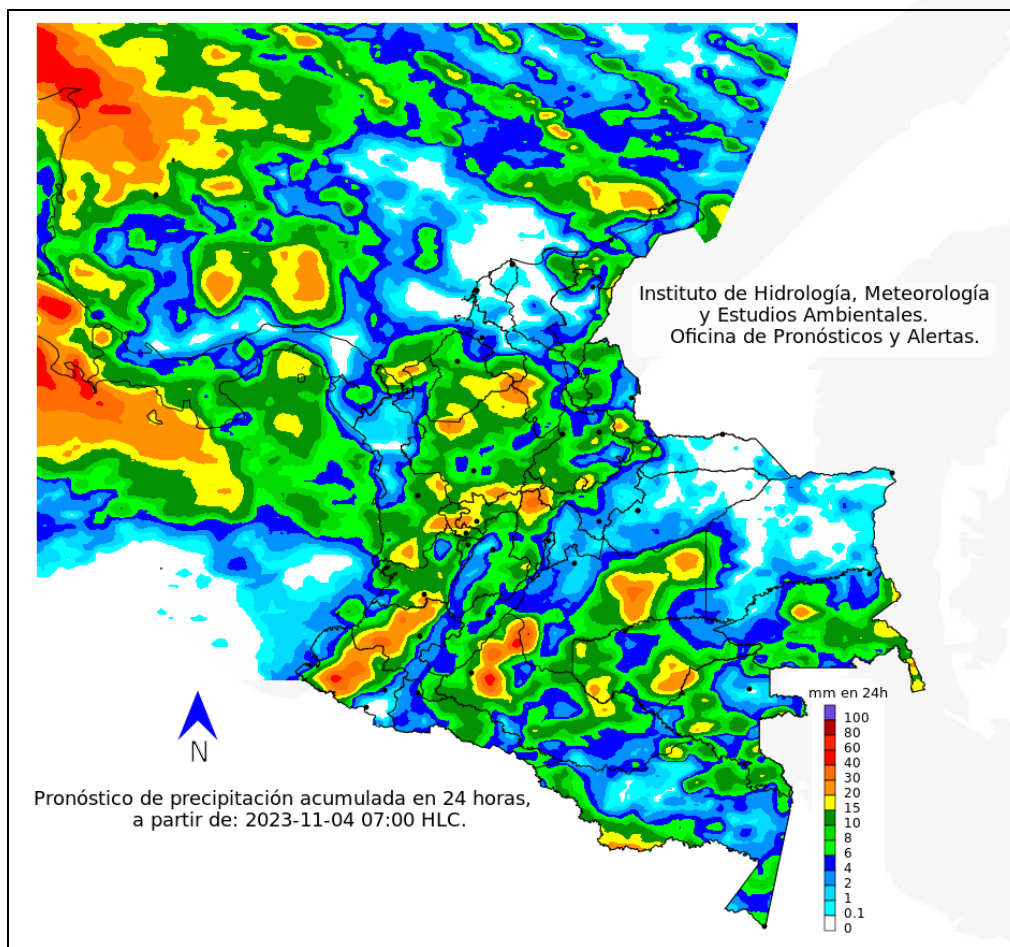 Instituto de Hidrología, Meteorología
y Estudios Ambientales.
Oficina de Pronósticos y Alertas.
mm en 24h
100
80
60
40
30
20
15
10
8
6
4
2
1
0.1
0
N
Pronóstico de precipitación acumulada en 24 horas,
a partir de: 2023-11-04 07:00 HLC.